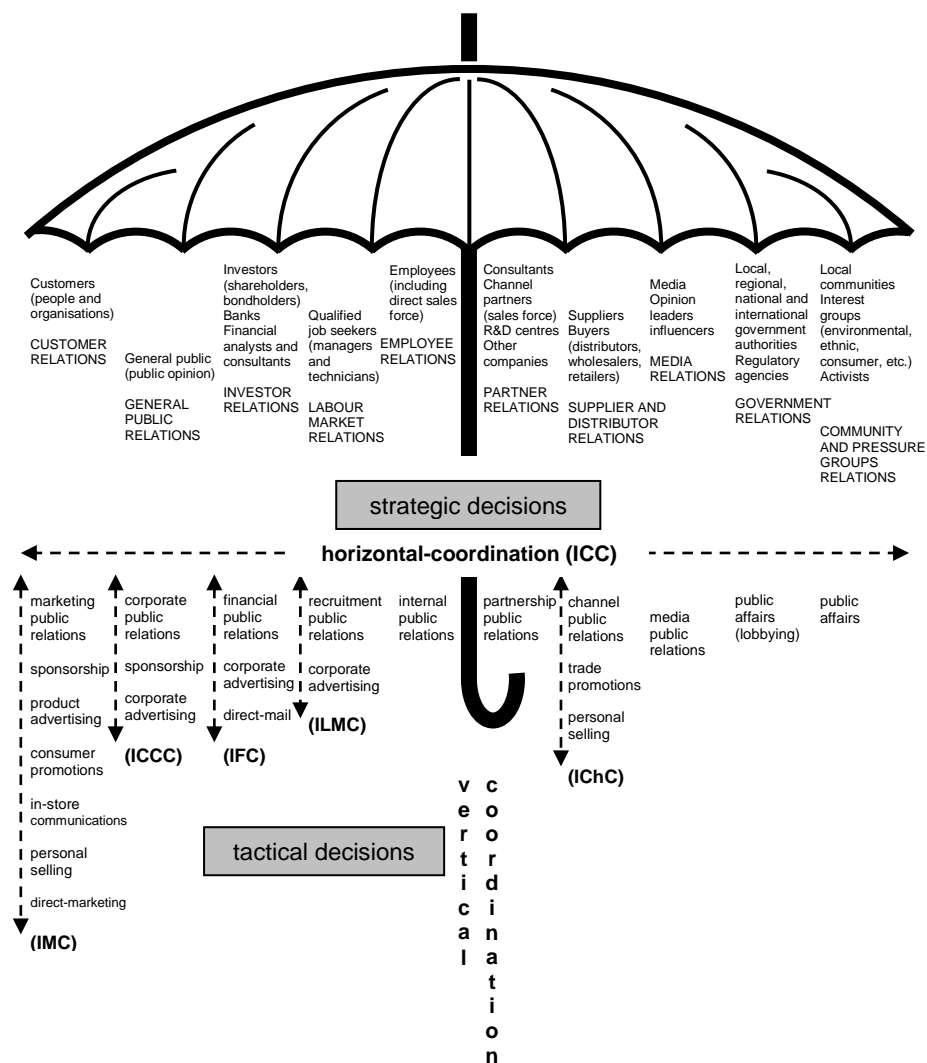 Customers
(people and
organisations)
CUSTOMER
RELATIONS
General public
(public opinion)
GENERAL
PUBLIC
RELATIONS
Investors
(shareholders,
bondholders)
Banks
Financial
analysts and
consultants
INVESTOR
RELATIONS
Qualified
job seekers
(managers
and
technicians)
LABOUR
MARKET
RELATIONS
Employees
(including
direct sales
force)
EMPLOYEE
RELATIONS
Consultants
Channel
partners
(sales force)
R&D centres
Other
companies
PARTNER
RELATIONS
Suppliers
Buyers
(distributors,
wholesalers,
retailers)
SUPPLIER AND
DISTRIBUTOR
RELATIONS
Media
Opinion
leaders
influencers
MEDIA
RELATIONS
Local,
regional,
national and
international
government
authorities
Regulatory
agencies
GOVERNMENT
RELATIONS
Local
communities
Interest
groups
(environmental,
ethnic,
consumer, etc.)
Activists
COMMUNITY
AND PRESSURE
GROUPS
RELATIONS
strategic decisions
horizontal-coordination (ICC)
marketing
public
relations
sponsorship
product
advertising
consumer
promotions
in-store
communications
personal
selling
direct-marketing
(IMC)
corporate
public
relations
sponsorship
corporate
advertising
(ICCC)
financial
public
relations
corporate
advertising
direct-mail
(IFC)
recruitment
public
relations
corporate
advertising
(ILMC)
internal
public
relations
partnership
public
relations
channel
public
relations
trade
promotions
personal
selling
(IChC)
media
public
relations
public
affairs
(lobbying)
public
affairs
tactical decisions
vertical
coordination